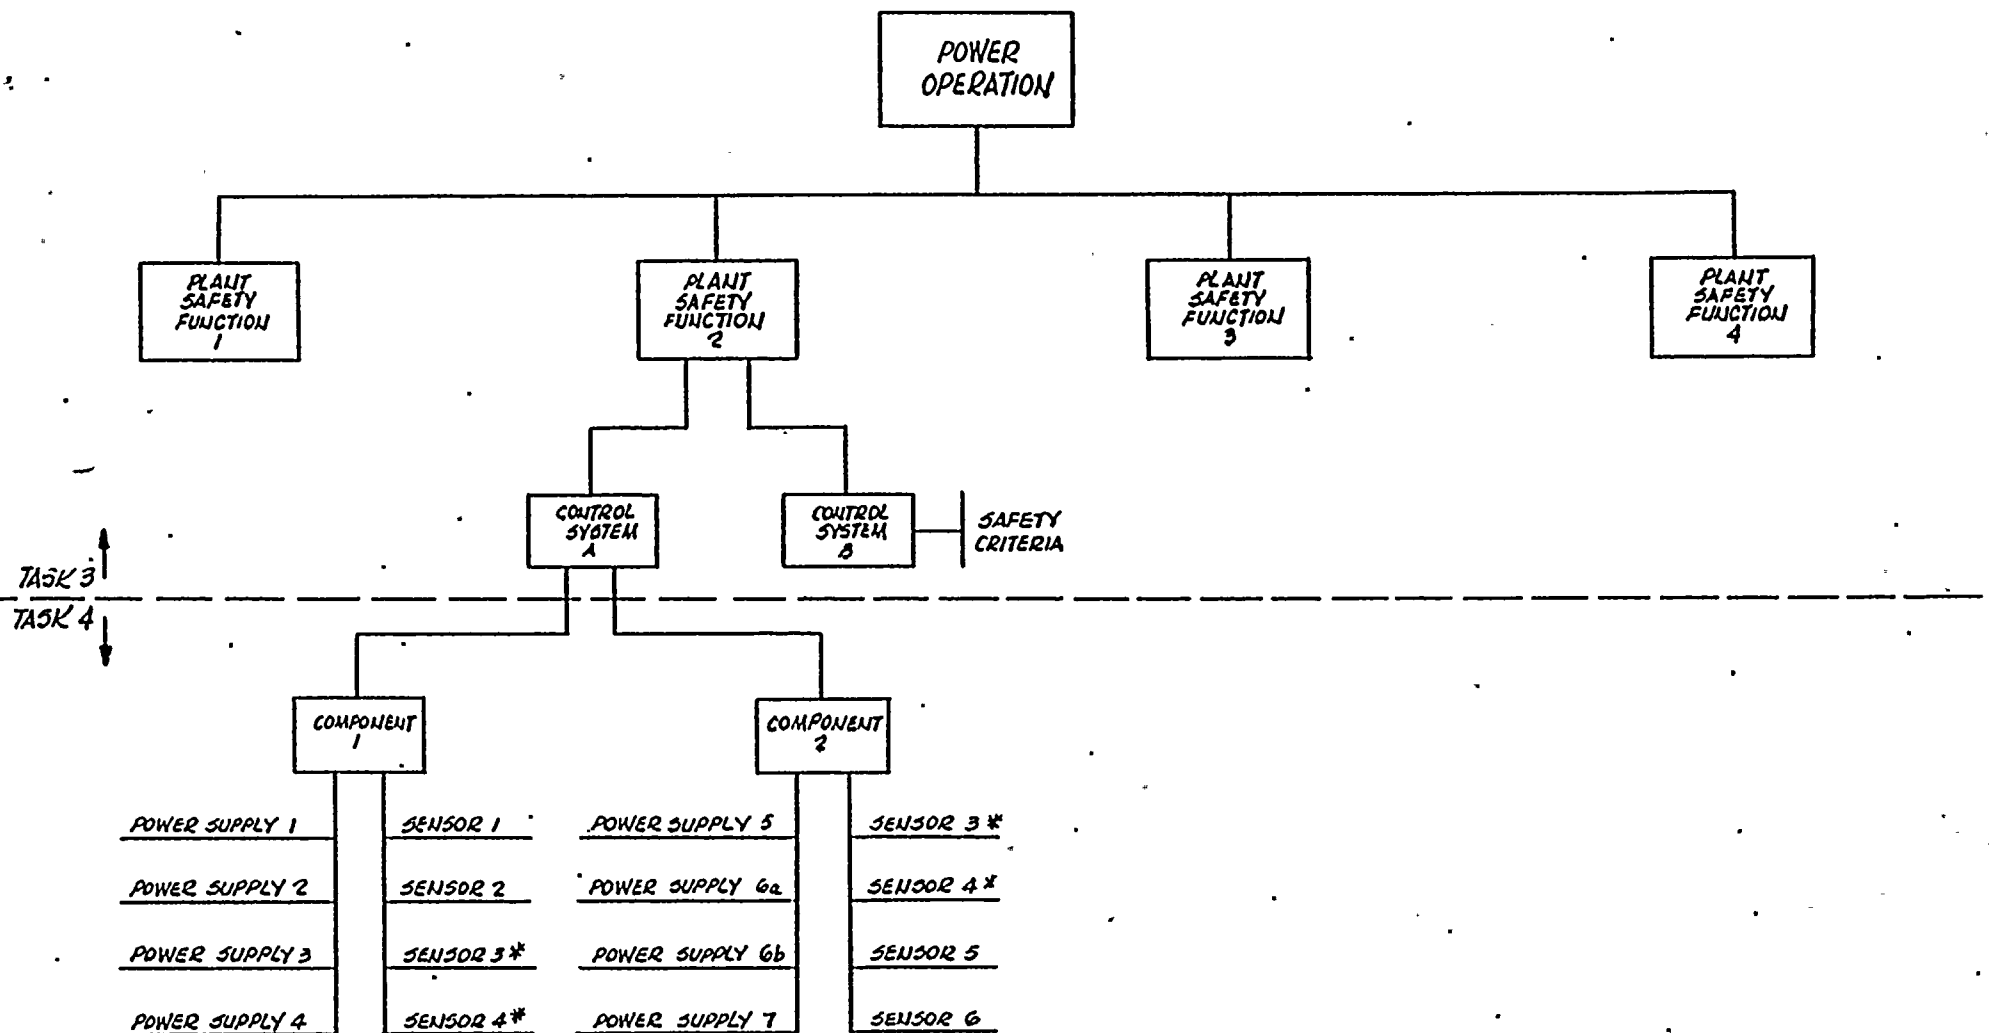 POWER
OPERATION
PLANT
SAFETY
FUNCTION
1
PLANT
SAFETY
FUNCTION
2
PLANT
SAFETY
FUNCTION
3
PLANT
SAFETY
FUNCTION
4
CONTROL
SYSTEM
A
CONTROL
SYSTEM
B
SAFETY
CRITERIA
TASK 3
TASK 4
COMPONENT
1
COMPONENT
2
POWER SUPPLY 1
SENSOR 1
POWER SUPPLY 5
SENSOR 3*
POWER SUPPLY 2
SENSOR 2
POWER SUPPLY 6a
SENSOR 4*
POWER SUPPLY 3
SENSOR 3*
POWER SUPPLY 6b
SENSOR 5
POWER SUPPLY 4
SENSOR 4*
POWER SUPPLY 7
SENSOR 6